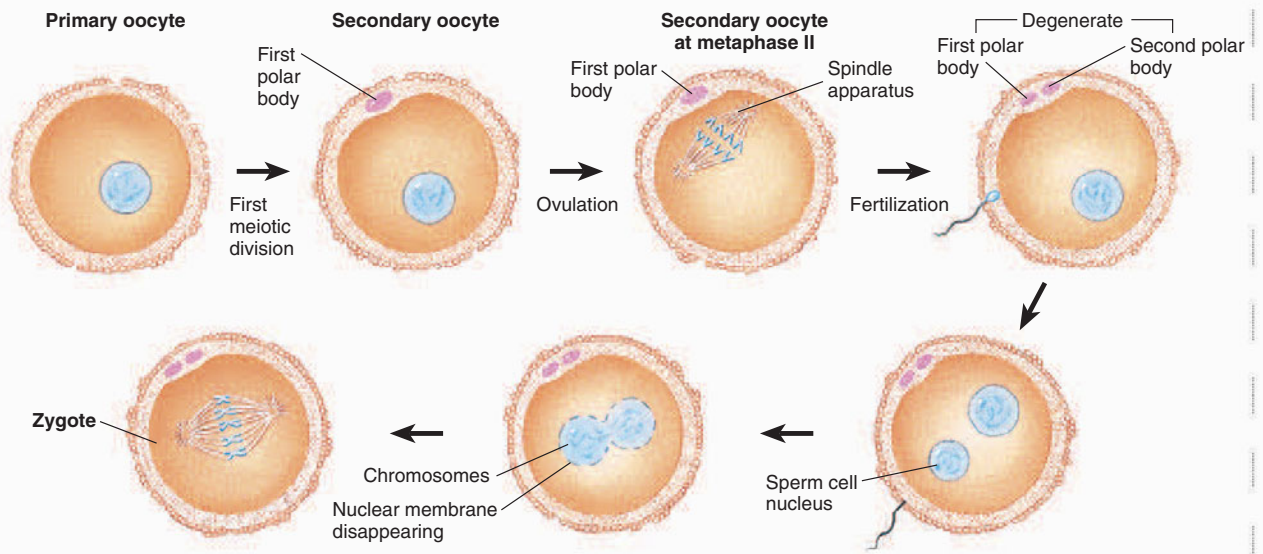 Primary oocyte
Secondary oocyte
Secondary oocyte
at metaphase II
Degenerate
First
polar
body
First polar
body
Spindle
apparatus
First polar
body
Second polar
body
First
meiotic
division
Ovulation
Fertilization
Zygote
Chromosomes
Nuclear membrane
disappearing
Sperm cell
nucleus